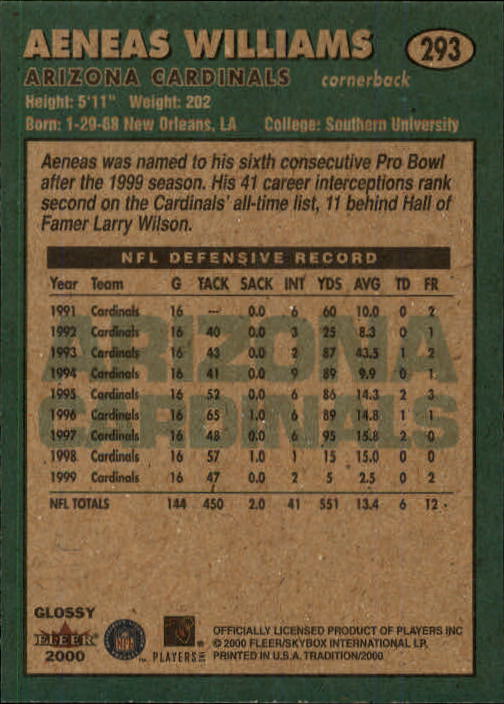 AENEAS WILLIAMS 293
ARIZONA CARDINALS cornerback
Height: 5'11" Weight: 202
Born: 1-29-68 New Orleans, LA College: Southern University
Aeneas was named to his sixth consecutive Pro Bowl
after the 1999 season. His 41 career interceptions rank
second on the Cardinals' all-time list, 11 behind Hall of
Famer Larry Wilson.
NFL DEFENSIVE RECORD
Year Team G TACK SACK INT YDS AVG TD FR
1991 Cardinals 16 --- 0.0 6 60 10.0 0 2
1992 Cardinals 16 40 0.0 3 25 8.3 0 1
1993 Cardinals 16 43 0.0 2 87 43.5 1 2
1994 Cardinals 16 41 0.0 9 89 9.9 0 1
1995 Cardinals 16 52 0.0 6 86 14.3 2 3
1996 Cardinals 16 65 1.0 6 89 14.8 1 1
1997 Cardinals 16 48 0.0 6 95 15.8 2 0
1998 Cardinals 16 57 1.0 1 15 15.0 0 0
1999 Cardinals 16 47 0.0 2 5 2.5 0 2
NFL TOTALS 144 450 2.0 41 551 13.4 6 12
ARIZONA
CARDINALS
GLOSSY
FLEER
2000
NFL
PLAYERS INC
OFFICIALLY LICENSED PRODUCT OF PLAYERS INC
© 2000 FLEER/SKYBOX INTERNATIONAL LP.
PRINTED IN U.S.A. TRADITION/2000